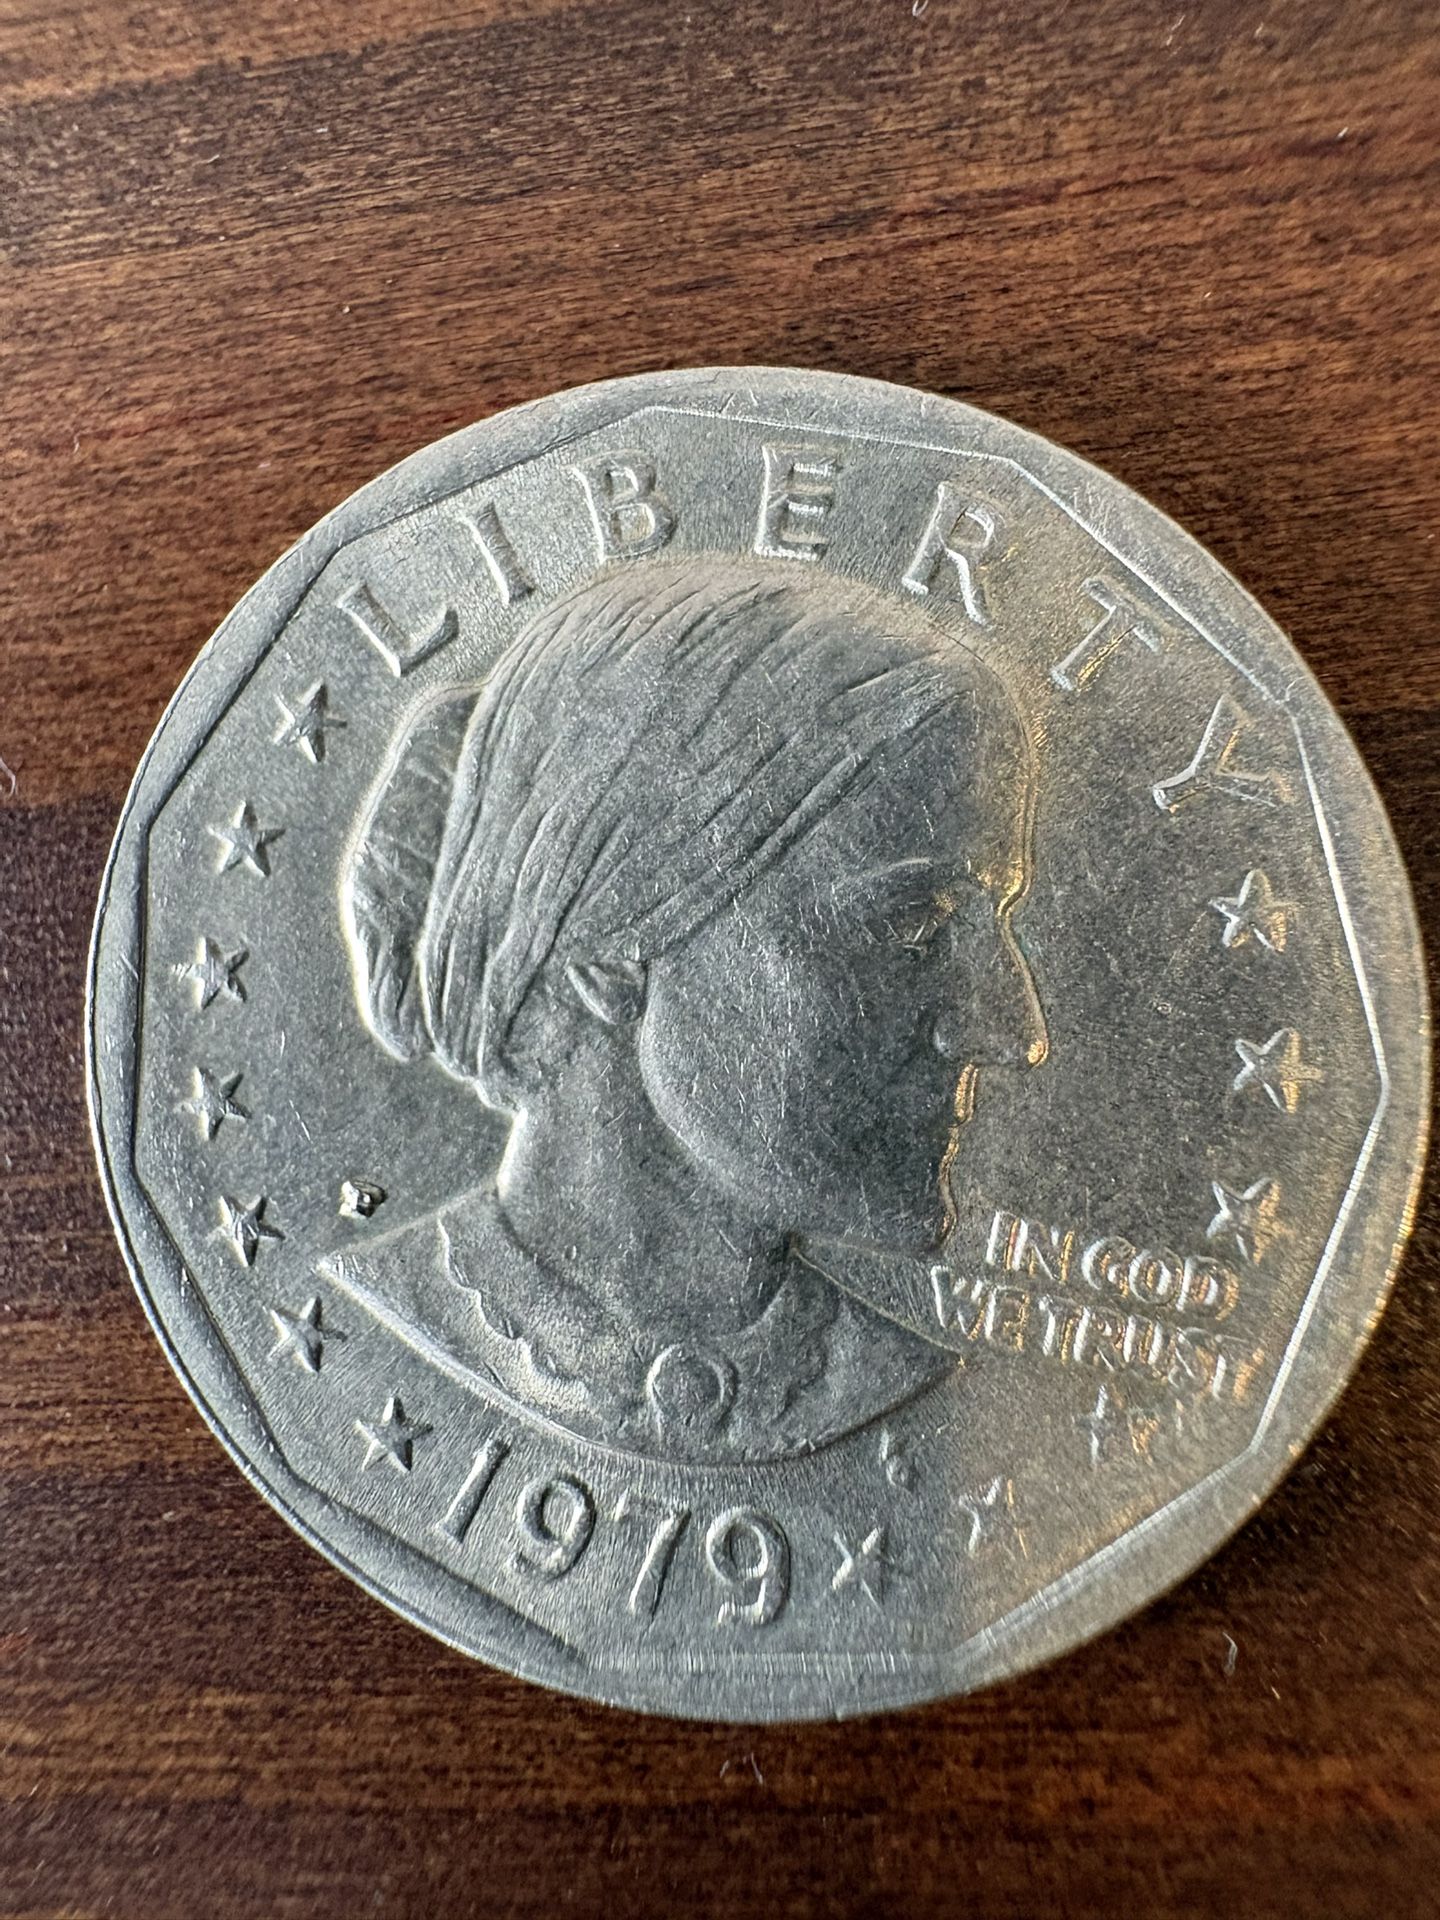 LIBERTY
IN GOD
WE TRUST
1979